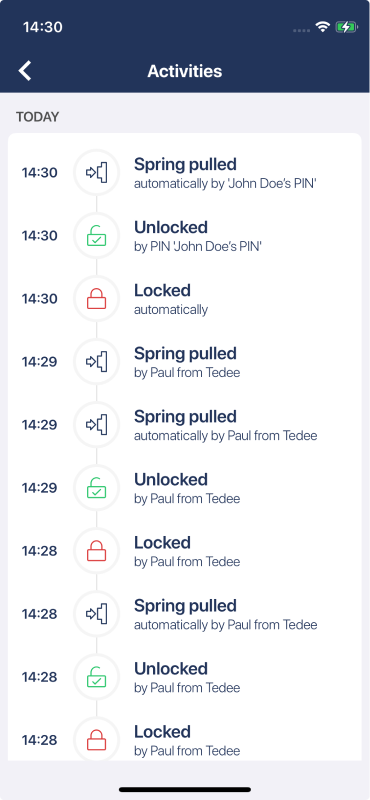 14:30
Activities
TODAY
14:30
Spring pulled
automatically by 'John Doe’s PIN'
14:30
Unlocked
by PIN 'John Doe’s PIN'
14:30
Locked
automatically
14:29
Spring pulled
by Paul from Tedee
14:29
Spring pulled
automatically by Paul from Tedee
14:29
Unlocked
by Paul from Tedee
14:28
Locked
by Paul from Tedee
14:28
Spring pulled
automatically by Paul from Tedee
14:28
Unlocked
by Paul from Tedee
14:28
Locked
by Paul from Tedee